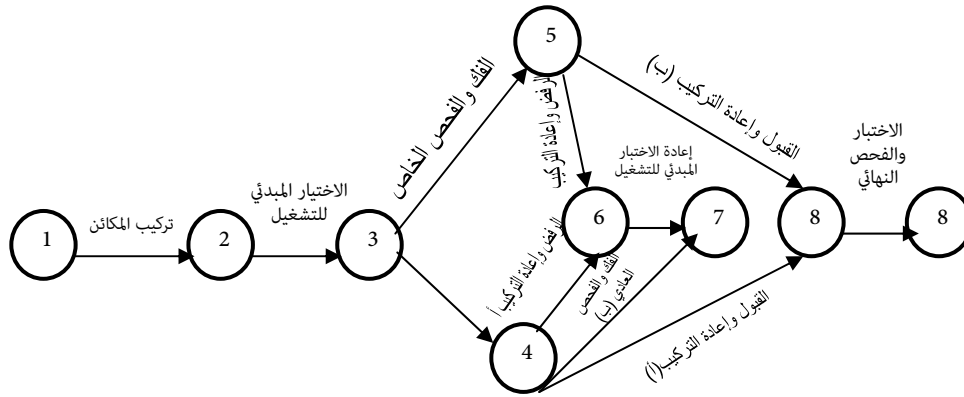 5
الفك والفحص الخاص
الرفض وإعادة التركيب
القبول وإعادة التركيب (ب)
إعادة الاختبار
المبدئي للتشغيل
الاختبار
والفحص
النهائي
1
تركيب المكائن
2
الاختيار المبدئي
للتشغيل
3
6
7
8
8
الرفض وإعادة التركيب أ
الفك والفحص
العادي (ب)
4
القبول وإعادة التركيب(أ)